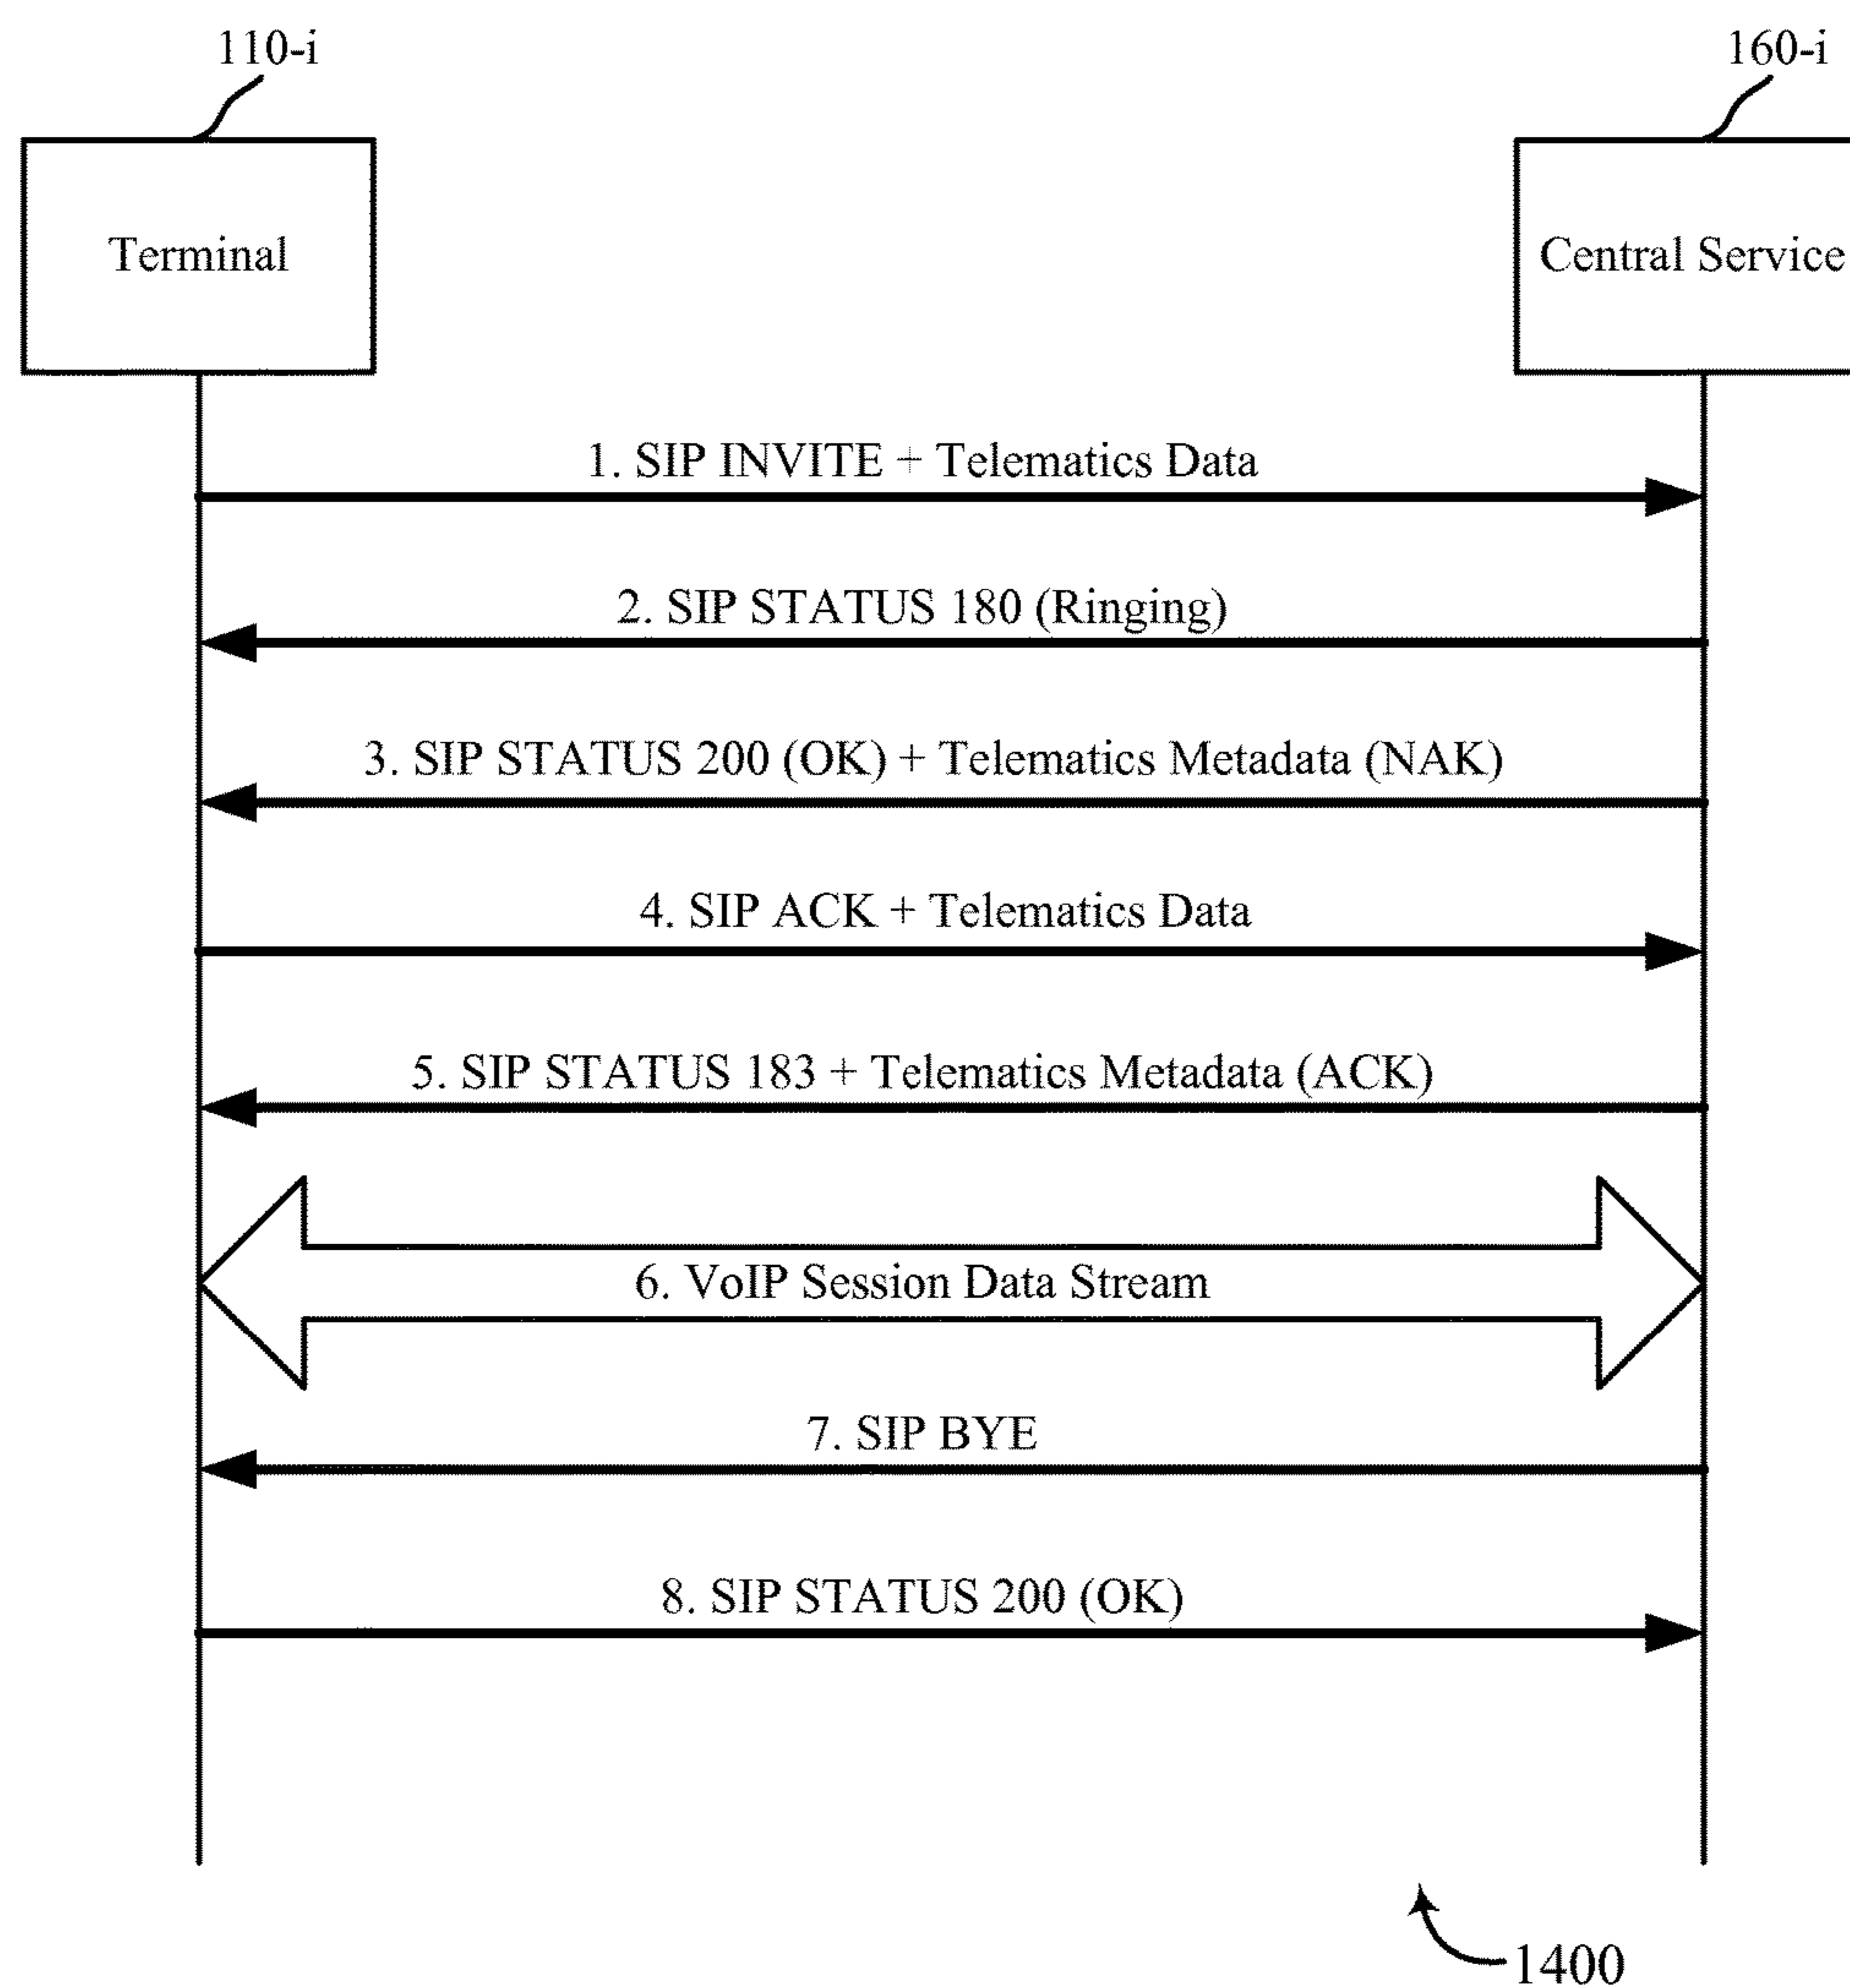 110-i
160-i
Terminal
Central Service
1. SIP INVITE + Telematics Data
2. SIP STATUS 180 (Ringing)
3. SIP STATUS 200 (OK) + Telematics Metadata (NAK)
4. SIP ACK + Telematics Data
5. SIP STATUS 183 + Telematics Metadata (ACK)
6. VoIP Session Data Stream
7. SIP BYE
8. SIP STATUS 200 (OK)
1400